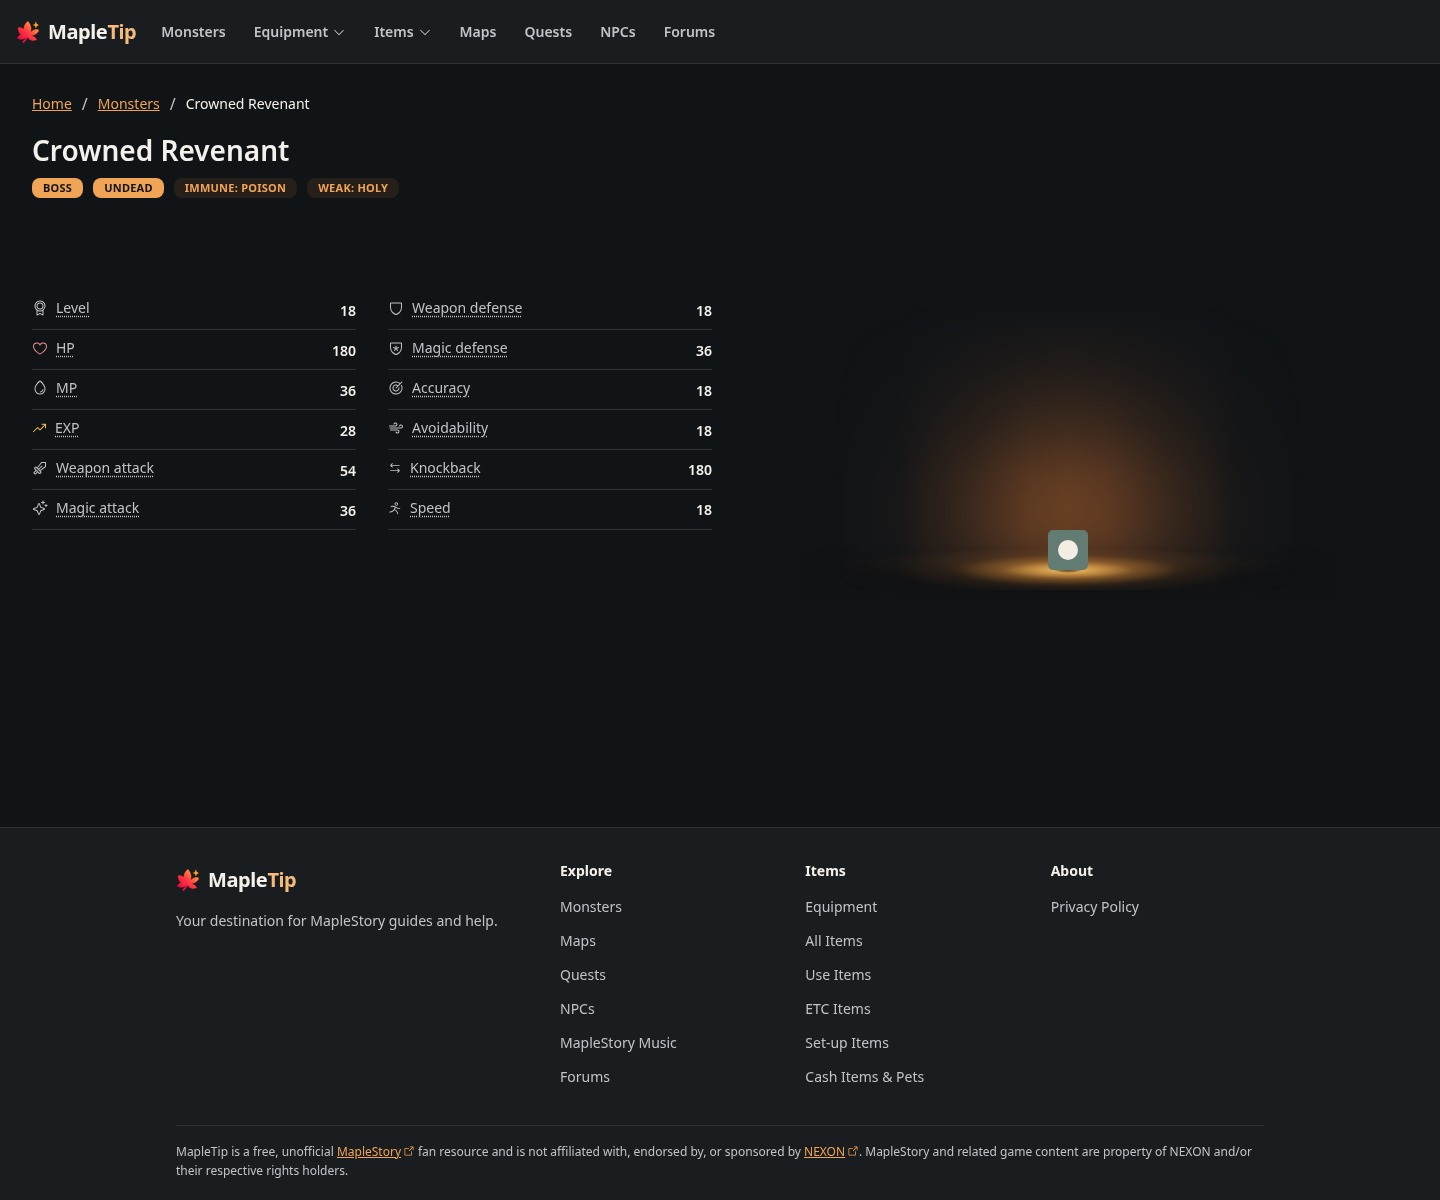 MapleTip Monsters Equipment Items Maps Quests NPCs Forums
Home / Monsters / Crowned Revenant
Crowned Revenant
BOSS UNDEAD IMMUNE: POISON WEAK: HOLY
Level 18
HP 180
MP 36
EXP 28
Weapon attack 54
Magic attack 36
Weapon defense 18
Magic defense 36
Accuracy 18
Avoidability 18
Knockback 180
Speed 18
MapleTip
Your destination for MapleStory guides and help.
Explore
Monsters
Maps
Quests
NPCs
MapleStory Music
Forums
Items
Equipment
All Items
Use Items
ETC Items
Set-up Items
Cash Items & Pets
About
Privacy Policy
MapleTip is a free, unofficial MapleStory fan resource and is not affiliated with, endorsed by, or sponsored by NEXON. MapleStory and related game content are property of NEXON and/or
their respective rights holders.